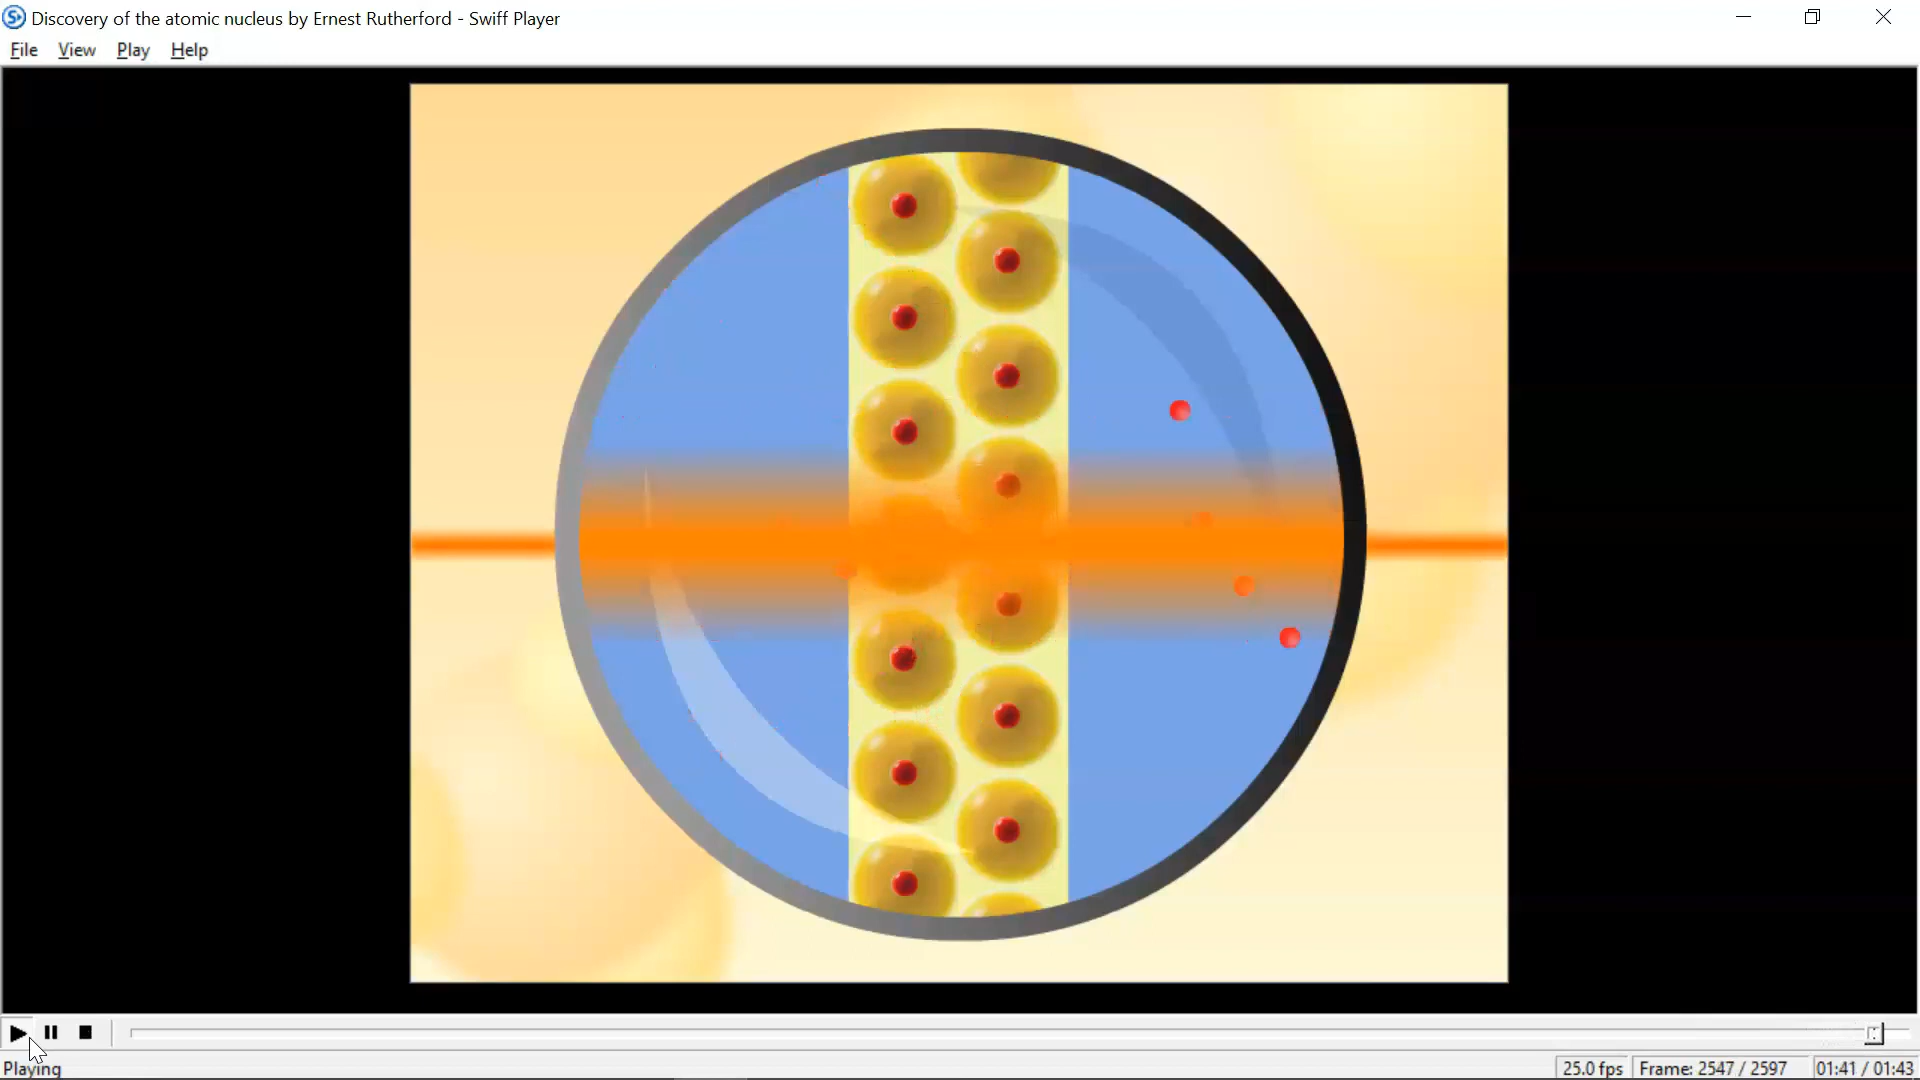 Discovery of the atomic nucleus by Ernest Rutherford - Swiff Player
File View Play Help
Playing 25.0 fps Frame: 2547 / 2597 01:41 / 01:43